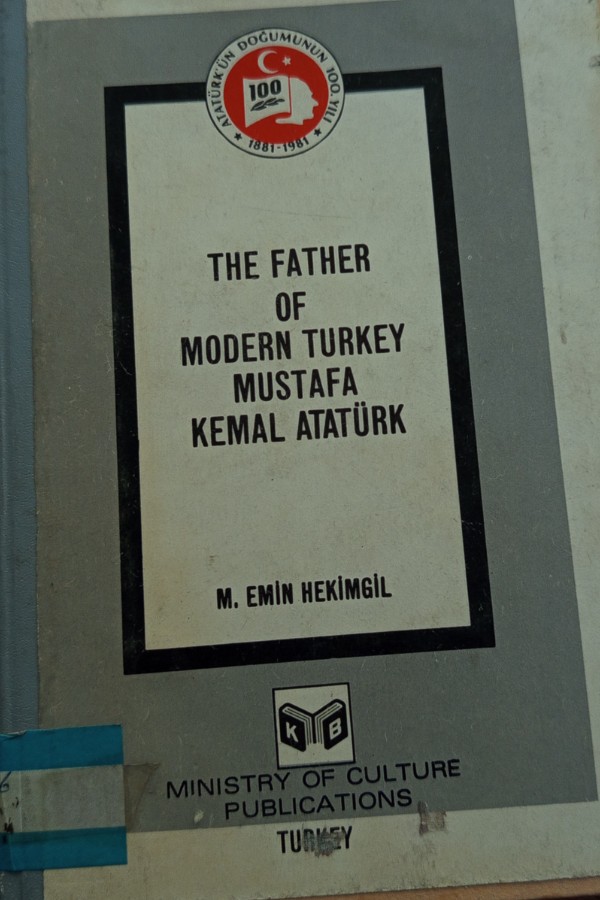 ATATÜRK'ÜN DOĞUMUNUN 100. YILI
100
★ 1881-1981 ★
THE FATHER
OF
MODERN TURKEY
MUSTAFA
KEMAL ATATÜRK
M. EMİN HEKİMGİL
K B
MINISTRY OF CULTURE
PUBLICATIONS
TURKEY